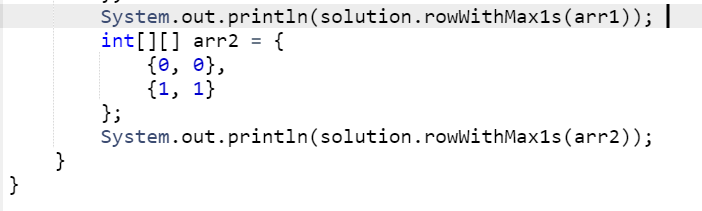 System.out.println(solution.rowWithMax1s(arr1));
int[][] arr2 = {
{0, 0},
{1, 1}
};
System.out.println(solution.rowWithMax1s(arr2));
}
}